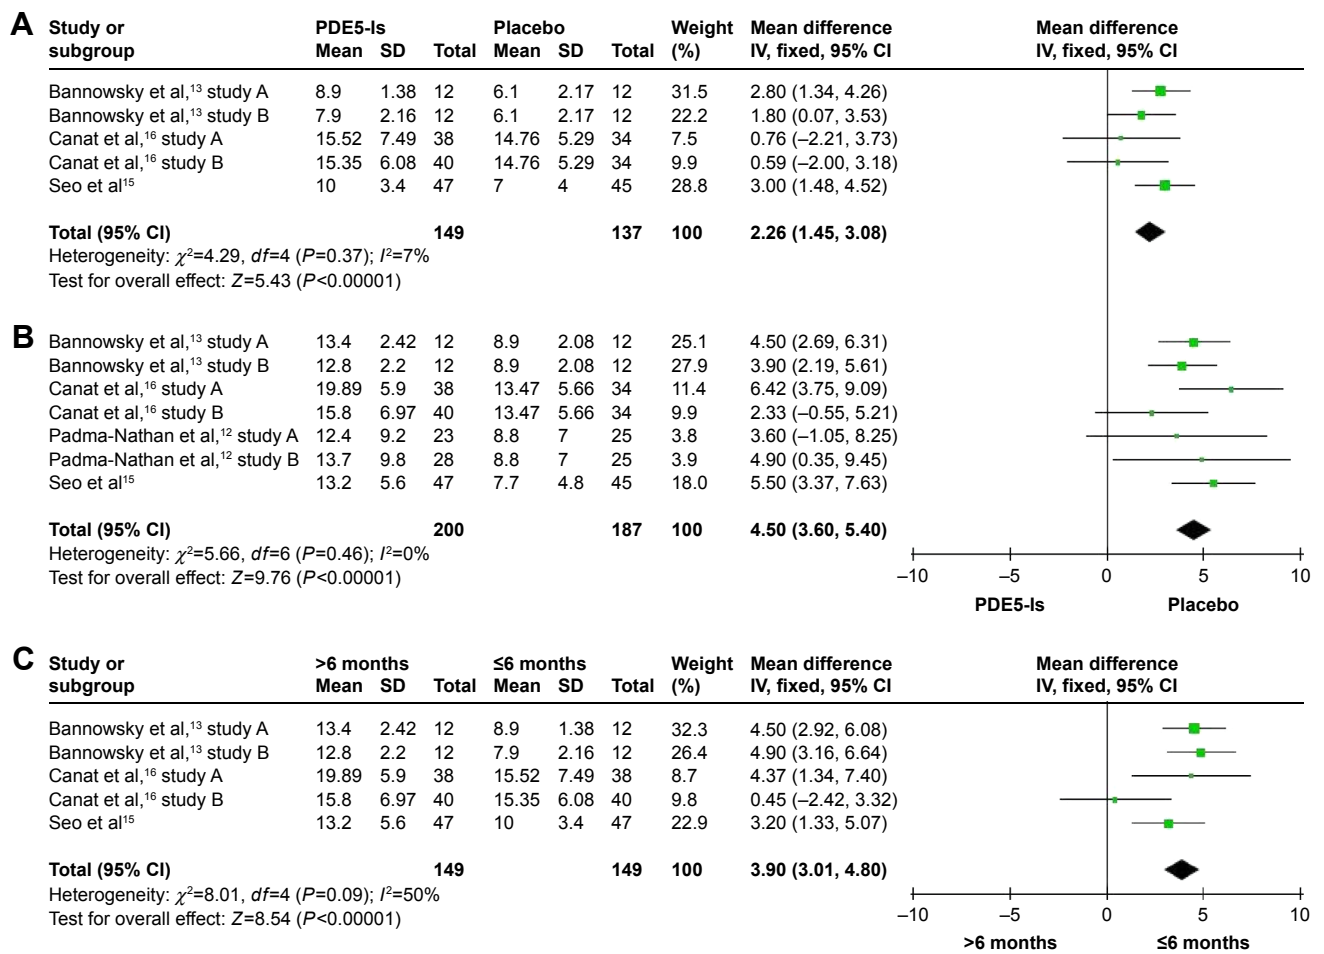 A Study or PDE5-Is Placebo Weight Mean difference Mean difference
subgroup Mean SD Total Mean SD Total (%) IV, fixed, 95% CI IV, fixed, 95% CI
Bannowsky et al,¹³ study A 8.9 1.38 12 6.1 2.17 12 31.5 2.80 (1.34, 4.26)
Bannowsky et al,¹³ study B 7.9 2.16 12 6.1 2.17 12 22.2 1.80 (0.07, 3.53)
Canat et al,¹⁶ study A 15.52 7.49 38 14.76 5.29 34 7.5 0.76 (–2.21, 3.73)
Canat et al,¹⁶ study B 15.35 6.08 40 14.76 5.29 34 9.9 0.59 (–2.00, 3.18)
Seo et al¹⁵ 10 3.4 47 7 4 45 28.8 3.00 (1.48, 4.52)
Total (95% CI) 149 137 100 2.26 (1.45, 3.08)
Heterogeneity: χ²=4.29, df=4 (P=0.37); I²=7%
Test for overall effect: Z=5.43 (P<0.00001)
B Bannowsky et al,¹³ study A 13.4 2.42 12 8.9 2.08 12 25.1 4.50 (2.69, 6.31)
Bannowsky et al,¹³ study B 12.8 2.2 12 8.9 2.08 12 27.9 3.90 (2.19, 5.61)
Canat et al,¹⁶ study A 19.89 5.9 38 13.47 5.66 34 11.4 6.42 (3.75, 9.09)
Canat et al,¹⁶ study B 15.8 6.97 40 13.47 5.66 34 9.9 2.33 (–0.55, 5.21)
Padma-Nathan et al,¹² study A 12.4 9.2 23 8.8 7 25 3.8 3.60 (–1.05, 8.25)
Padma-Nathan et al,¹² study B 13.7 9.8 28 8.8 7 25 3.9 4.90 (0.35, 9.45)
Seo et al¹⁵ 13.2 5.6 47 7.7 4.8 45 18.0 5.50 (3.37, 7.63)
Total (95% CI) 200 187 100 4.50 (3.60, 5.40)
Heterogeneity: χ²=5.66, df=6 (P=0.46); I²=0%
Test for overall effect: Z=9.76 (P<0.00001)
–10 –5 0 5 10
PDE5-Is Placebo
C Study or >6 months ≤6 months Weight Mean difference Mean difference
subgroup Mean SD Total Mean SD Total (%) IV, fixed, 95% CI IV, fixed, 95% CI
Bannowsky et al,¹³ study A 13.4 2.42 12 8.9 1.38 12 32.3 4.50 (2.92, 6.08)
Bannowsky et al,¹³ study B 12.8 2.2 12 7.9 2.16 12 26.4 4.90 (3.16, 6.64)
Canat et al,¹⁶ study A 19.89 5.9 38 15.52 7.49 38 8.7 4.37 (1.34, 7.40)
Canat et al,¹⁶ study B 15.8 6.97 40 15.35 6.08 40 9.8 0.45 (–2.42, 3.32)
Seo et al¹⁵ 13.2 5.6 47 10 3.4 47 22.9 3.20 (1.33, 5.07)
Total (95% CI) 149 149 100 3.90 (3.01, 4.80)
Heterogeneity: χ²=8.01, df=4 (P=0.09); I²=50%
Test for overall effect: Z=8.54 (P<0.00001)
–10 –5 0 5 10
>6 months ≤6 months